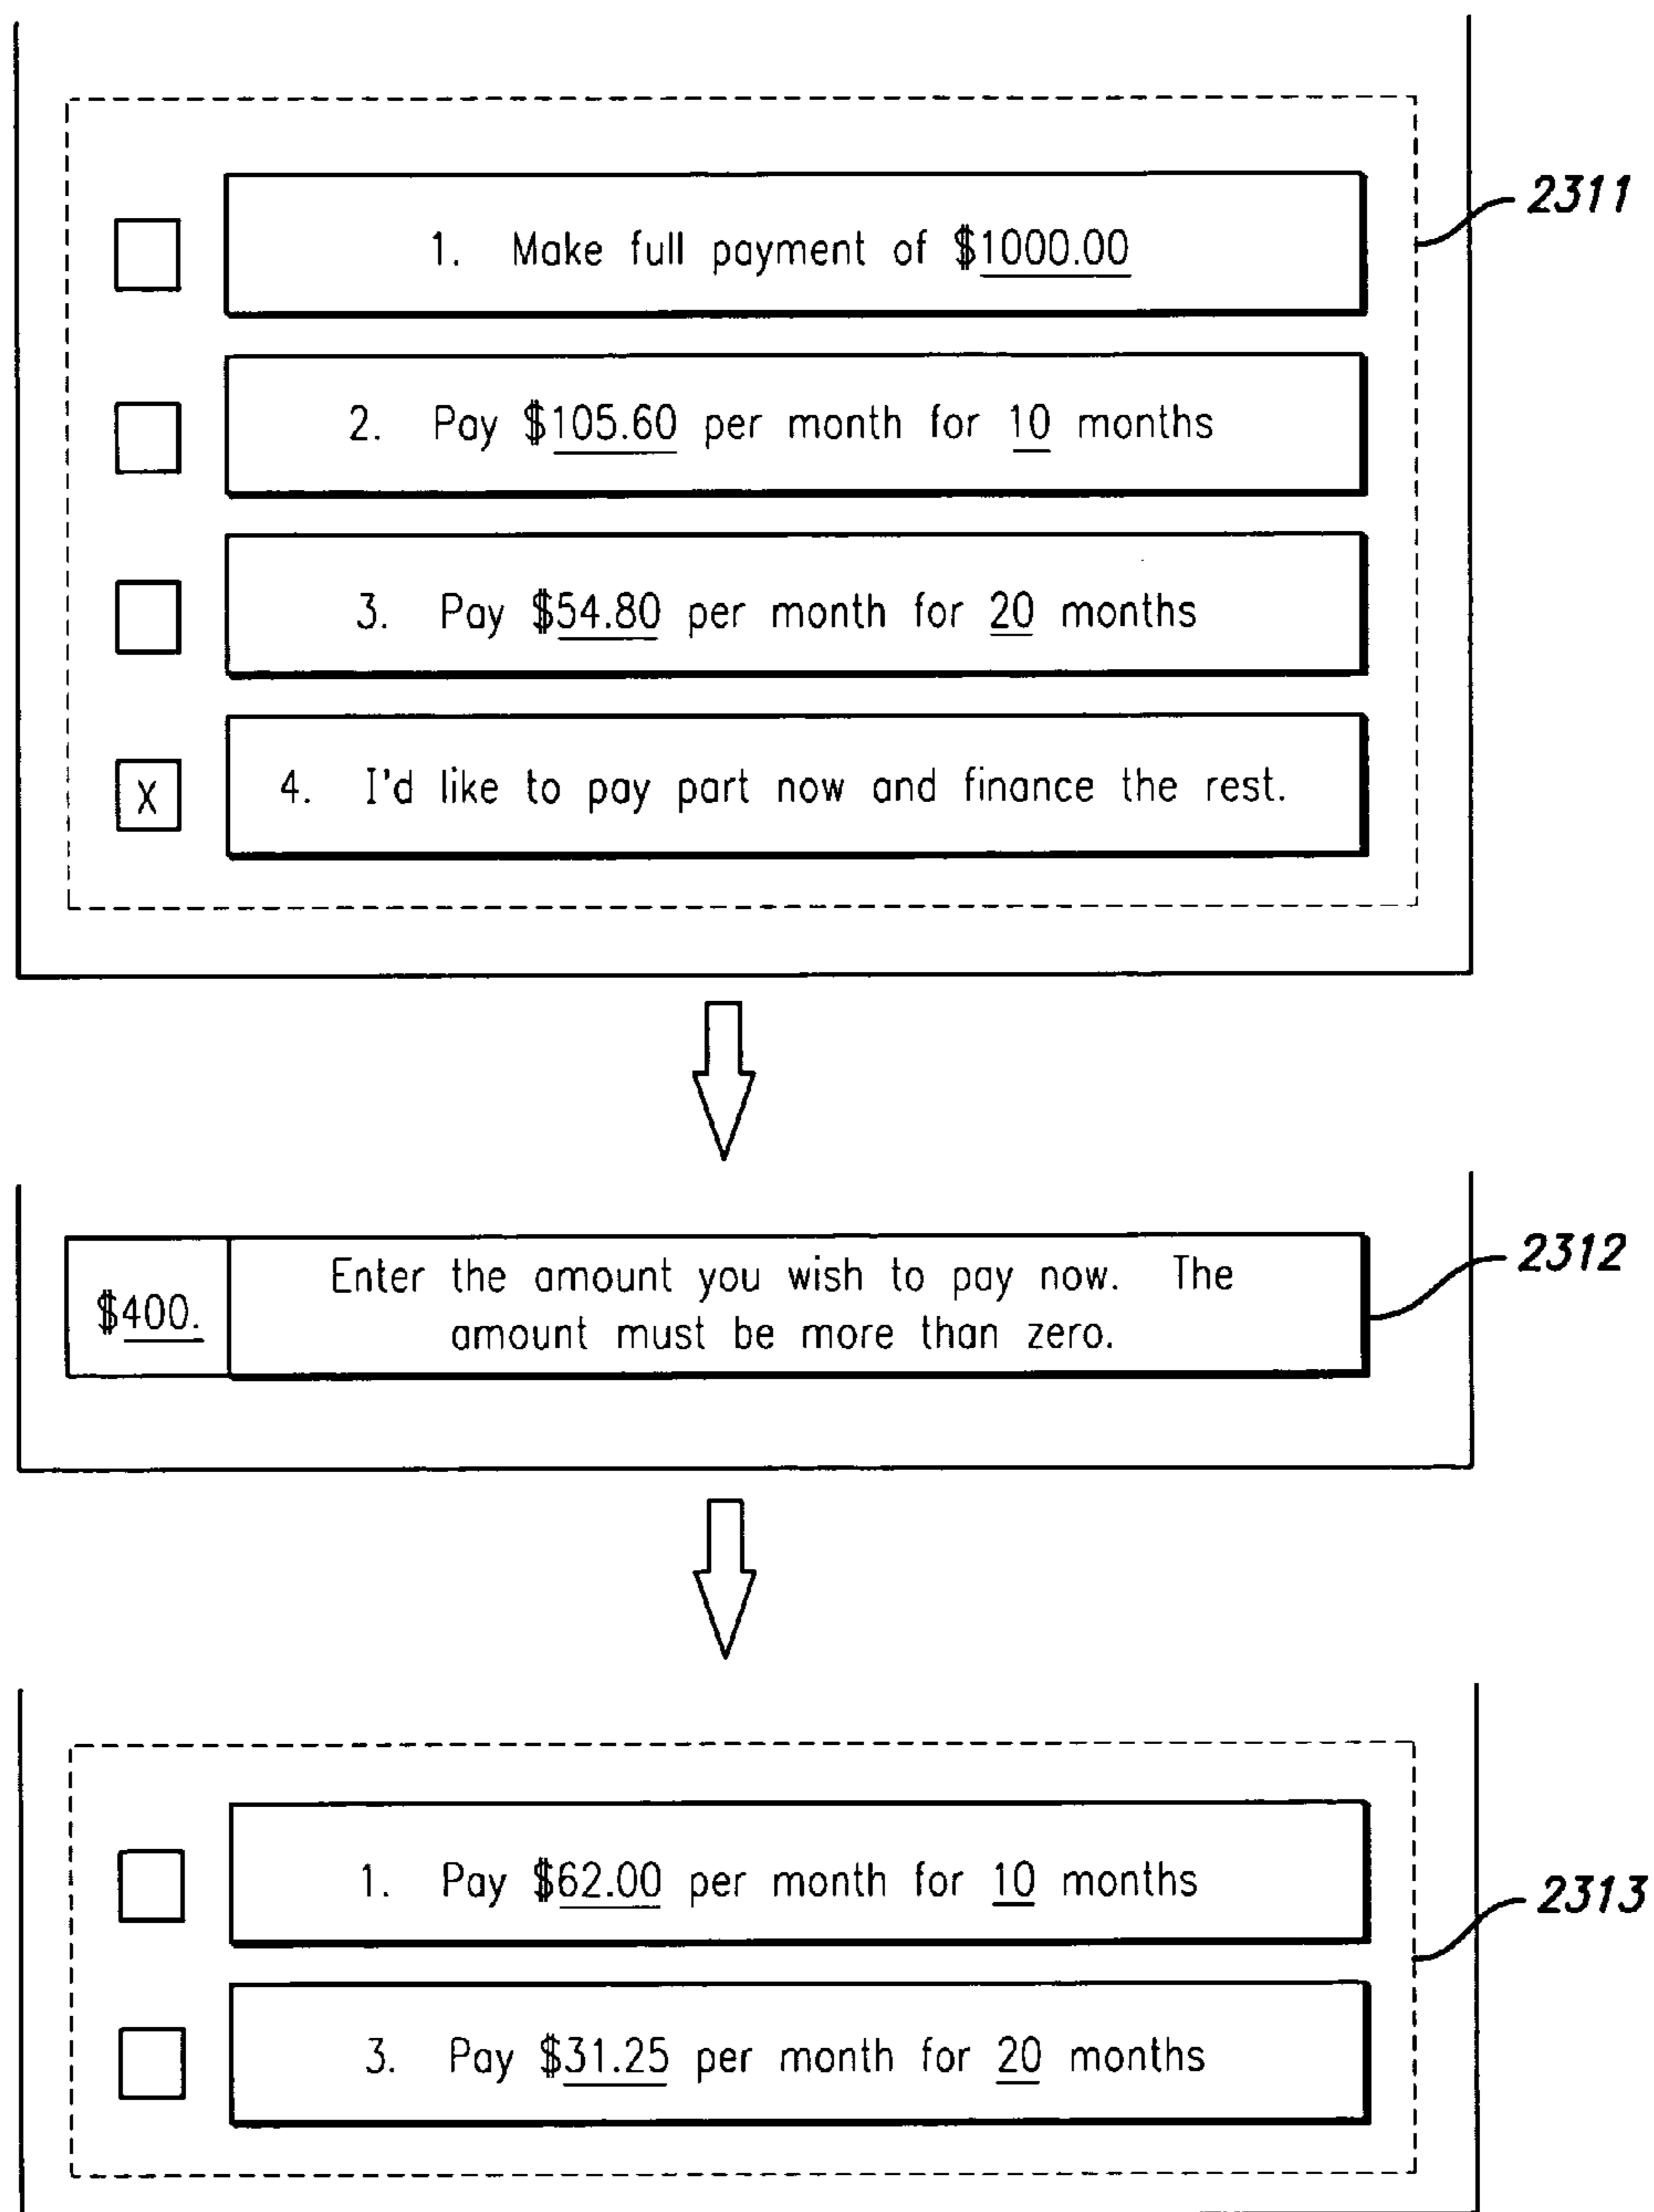 2311
1. Make full payment of $1000.00
2. Pay $105.60 per month for 10 months
3. Pay $54.80 per month for 20 months
X
4. I'd like to pay part now and finance the rest.
2312
$400.
Enter the amount you wish to pay now. The
amount must be more than zero.
2313
1. Pay $62.00 per month for 10 months
3. Pay $31.25 per month for 20 months